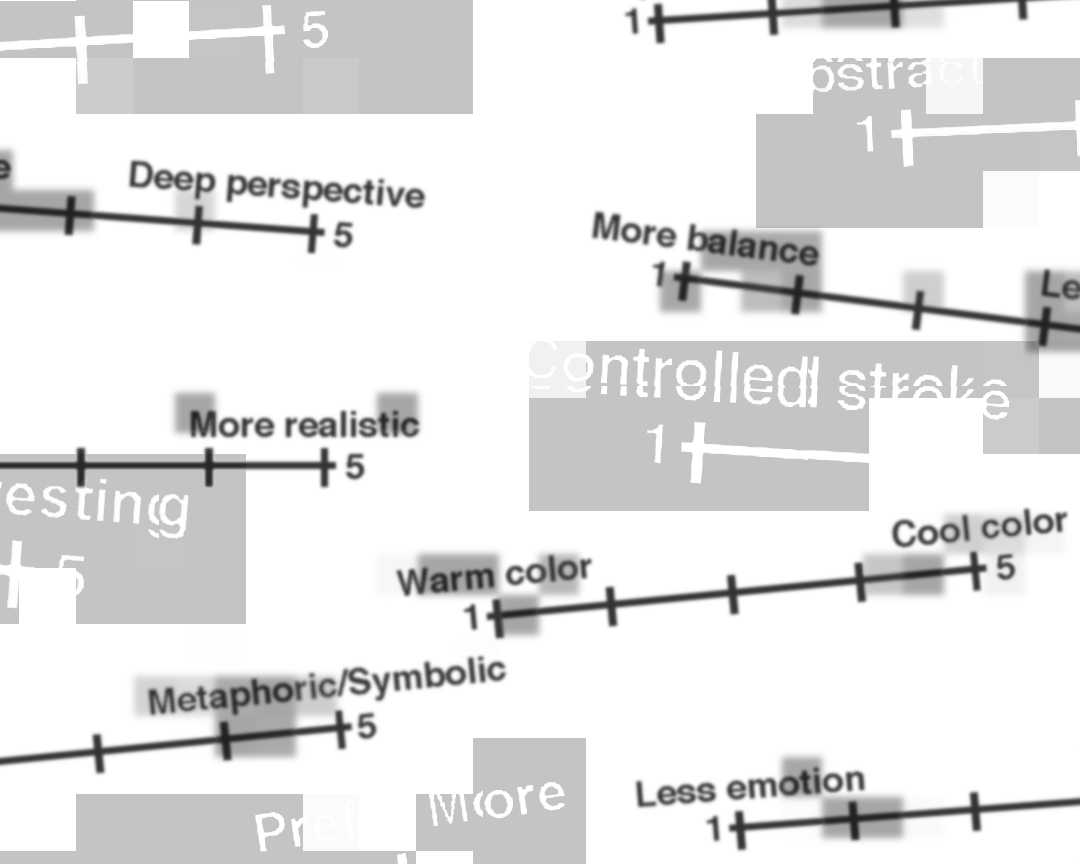 5
1
bstract
1
Deep perspective
5
More balance
1
Le
Controlled stroke
1
More realistic
5
esting
5
Cool color
5
Warm color
1
Metaphoric/Symbolic
5
Less emotion
1
More
Pref